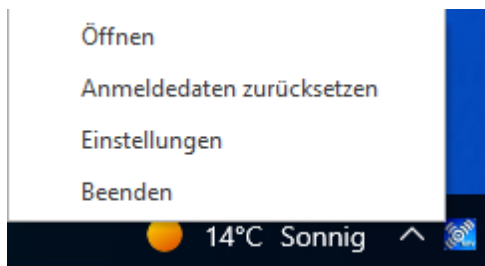 Öffnen
Anmeldedaten zurücksetzen
Einstellungen
Beenden
14°C Sonnig